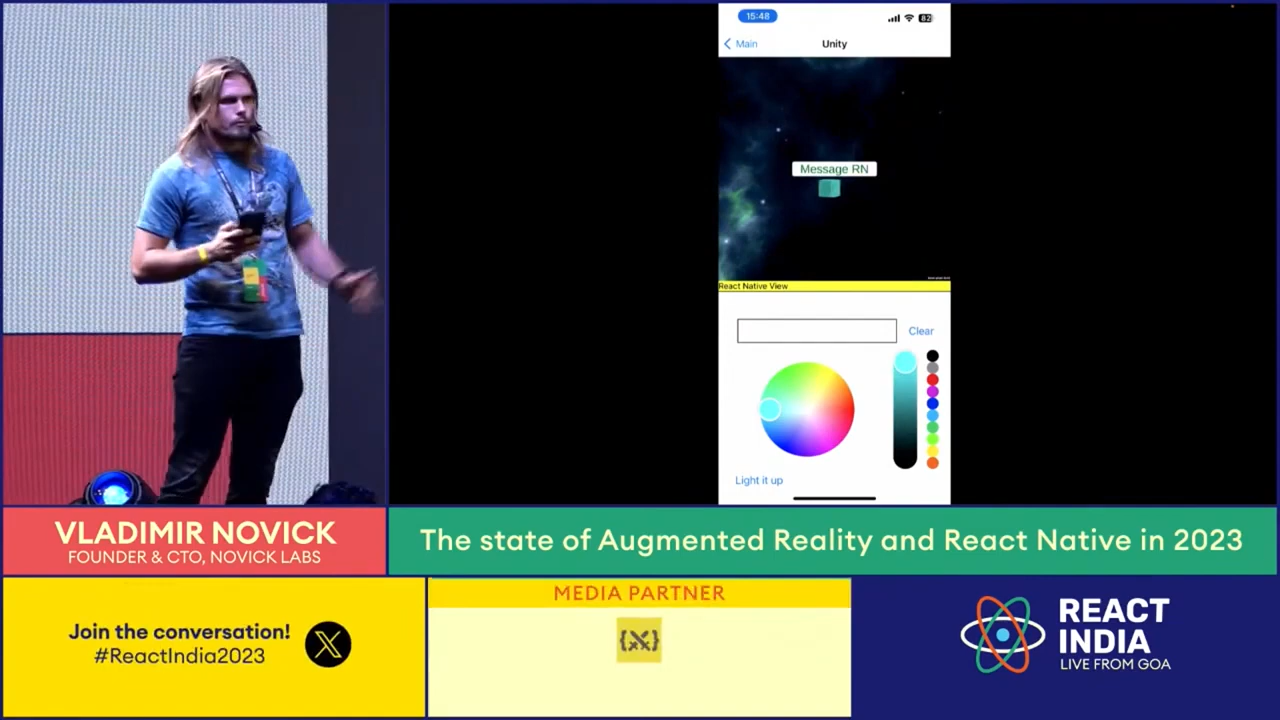 15:48
82
Main
Unity
Message RN
React Native View
Clear
Light it up
VLADIMIR NOVICK
FOUNDER & CTO, NOVICK LABS
The state of Augmented Reality and React Native in 2023
Join the conversation!
#ReactIndia2023
MEDIA PARTNER
REACT
INDIA
LIVE FROM GOA